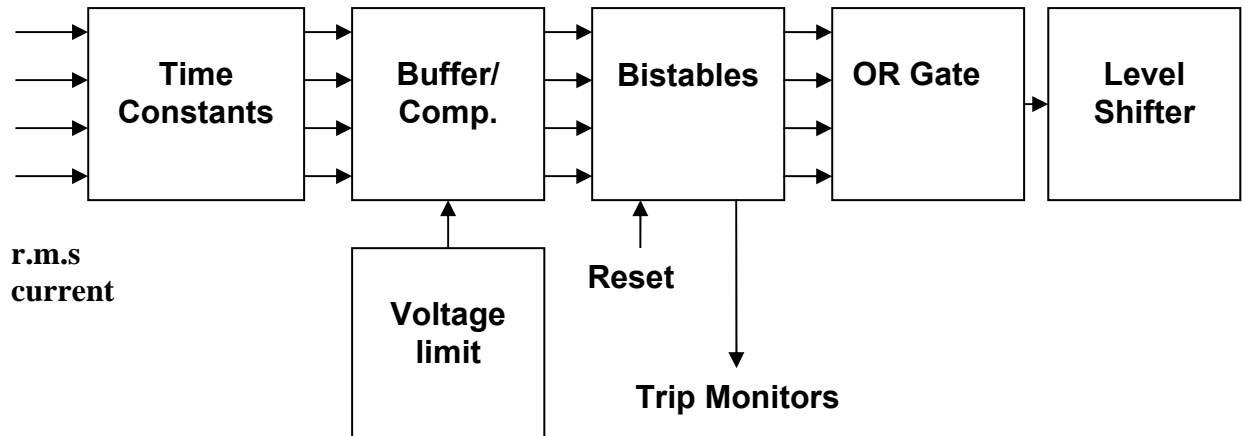 Time
Constants
Buffer/
Comp.
Bistables
OR Gate
Level
Shifter
r.m.s
current
Voltage
limit
Reset
Trip Monitors